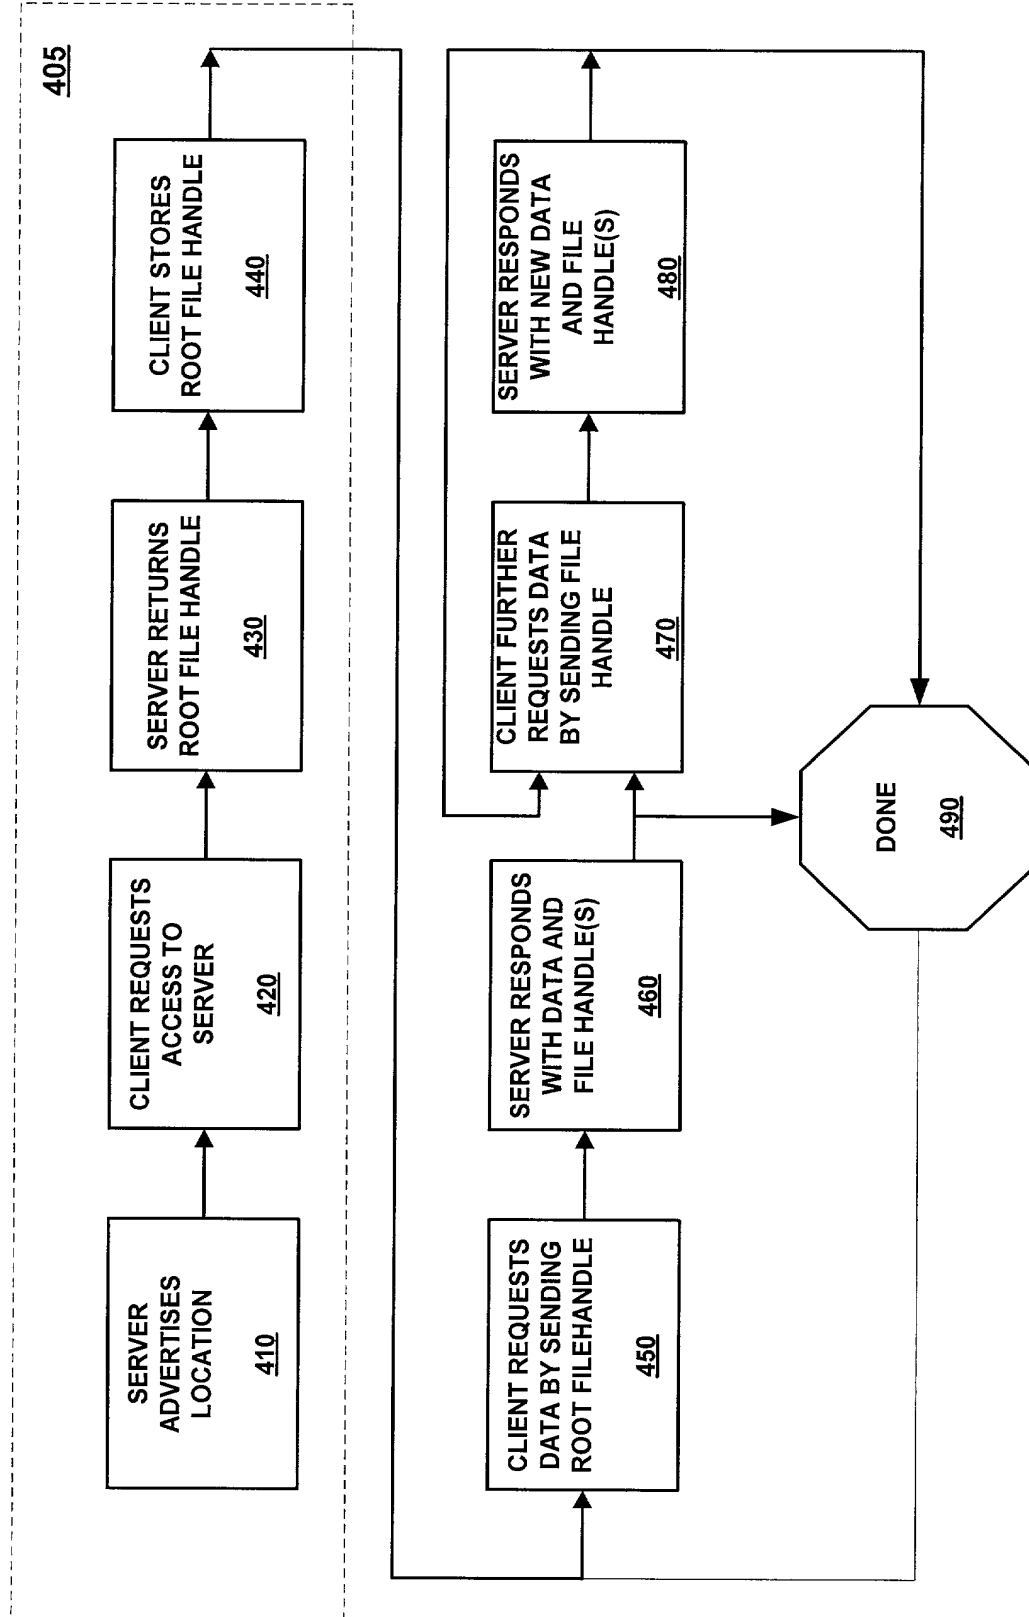 405
SERVER
ADVERTISES
LOCATION
410
CLIENT REQUESTS
ACCESS TO
SERVER
420
SERVER RETURNS
ROOT FILE HANDLE
430
CLIENT STORES
ROOT FILE HANDLE
440
CLIENT REQUESTS
DATA BY SENDING
ROOT FILEHANDLE
450
SERVER RESPONDS
WITH DATA AND
FILE HANDLE(S)
460
CLIENT FURTHER
REQUESTS DATA
BY SENDING FILE
HANDLE
470
SERVER RESPONDS
WITH NEW DATA
AND FILE
HANDLE(S)
480
DONE
490